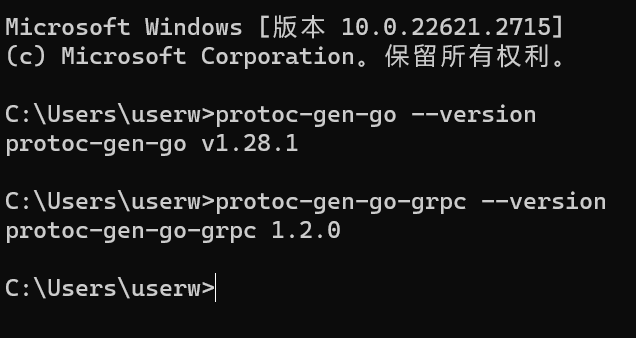 Microsoft Windows [版本 10.0.22621.2715]
(c) Microsoft Corporation。保留所有权利。
C:\Users\userw>protoc-gen-go --version
protoc-gen-go v1.28.1
C:\Users\userw>protoc-gen-go-grpc --version
protoc-gen-go-grpc 1.2.0
C:\Users\userw>